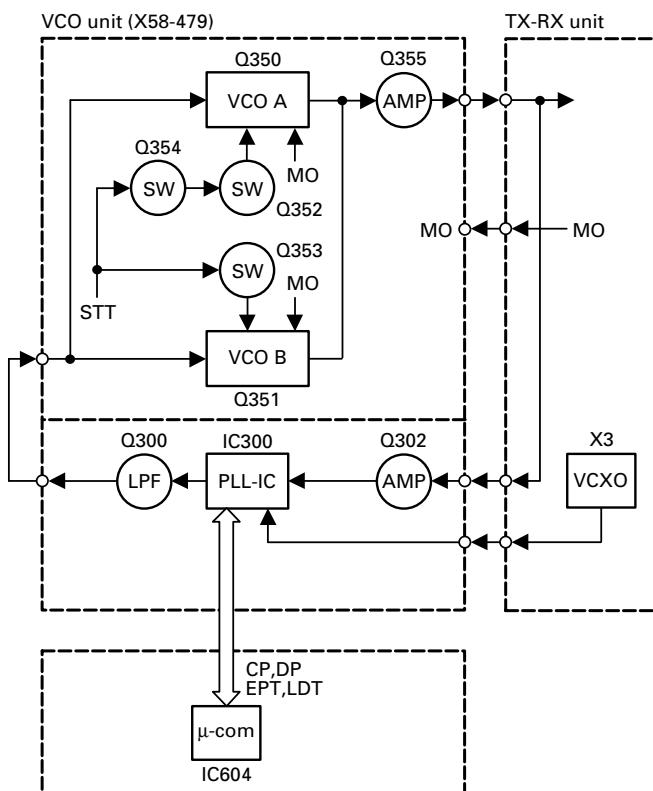 VCO unit (X58-479)
TX-RX unit
Q350
Q355
VCO A
AMP
Q354
MO
SW
SW
Q352
MO
MO
Q353
SW
MO
STT
VCO B
Q351
Q300
IC300
Q302
X3
LPF
PLL-IC
AMP
VCXO
CP,DP
EPT,LDT
µ-com
IC604